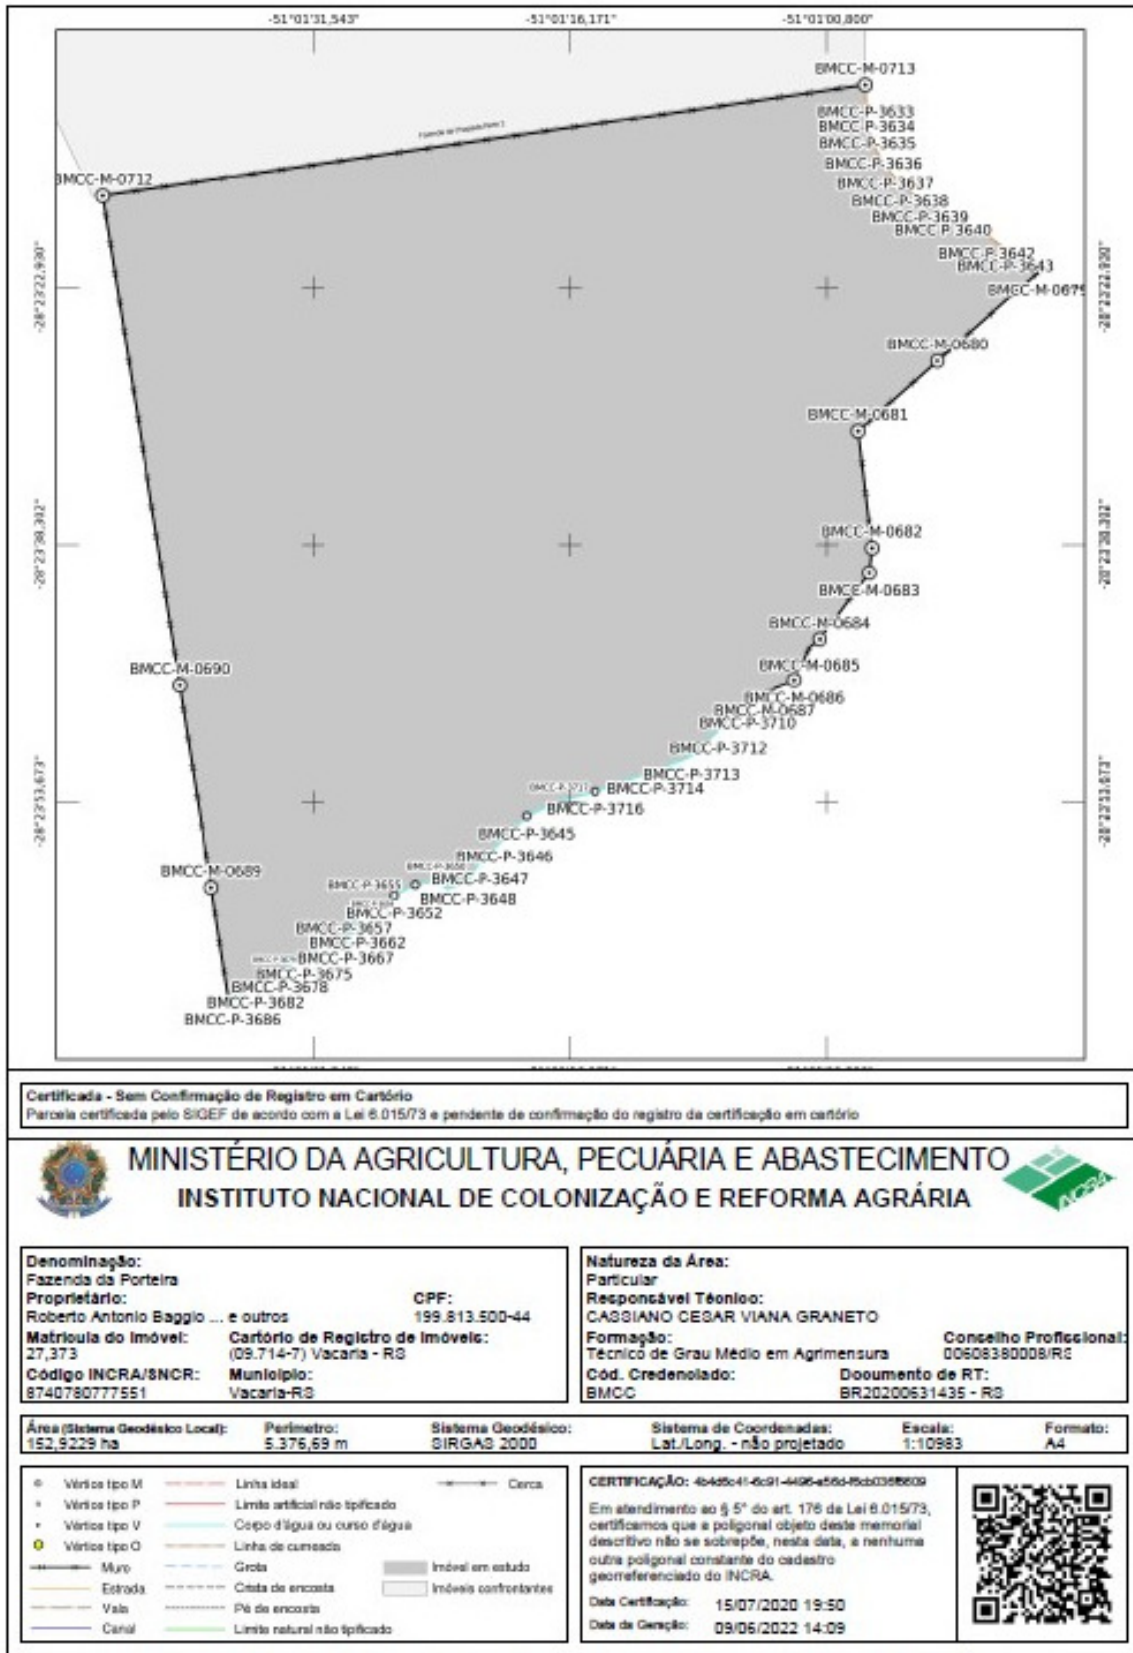 -51°01'31,543" -51°01'16,171" -51°01'00,800"
BMCC-M-0713
BMCC-P-3633
BMCC-P-3634
BMCC-P-3635
BMCC-P-3636
BMCC-M-0712
BMCC-P-3637
BMCC-P-3638
BMCC-P-3639
BMCC-P-3640
BMCC-P-3642
BMCC-P-3643
-28°23'22,930" -28°23'22,930"
BMCC-M-0679
BMCC-M-0680
BMCC-M-0681
BMCC-M-0682
-28°23'38,302" -28°23'38,302"
BMCC-M-0683
BMCC-M-0684
BMCC-M-0685
BMCC-M-0690
BMCC-M-0686
BMCC-M-0687
BMCC-P-3710
BMCC-P-3712
BMCC-P-3713
BMCC-P-3717 BMCC-P-3714
-28°23'53,673" -28°23'53,673"
BMCC-P-3716
BMCC-P-3645
BMCC-P-3646
BMCC-M-0689
BMCC-P-3647
BMCC-P-3655
BMCC-P-3648
BMCC-P-3652
BMCC-P-3657
BMCC-P-3662
BMCC-P-3667
BMCC-P-3675
BMCC-P-3678
BMCC-P-3682
BMCC-P-3686
Certificada - Sem Confirmação de Registro em Cartório
Parcela certificada pelo SIGEF de acordo com a Lei 6.015/73 e pendente de confirmação do registro da certificação em cartório
MINISTÉRIO DA AGRICULTURA, PECUÁRIA E ABASTECIMENTO
INSTITUTO NACIONAL DE COLONIZAÇÃO E REFORMA AGRÁRIA
INCRA
Denominação:
Fazenda da Porteira
Proprietário: CPF:
Roberto Antonio Baggio ... e outros 199.813.500-44
Matrícula do Imóvel: Cartório de Registro de Imóveis:
27,373 (09.714-7) Vacaria - RS
Código INCRA/SNCR: Município:
8740780777551 Vacaria-RS
Natureza da Área:
Particular
Responsável Técnico:
CASSIANO CESAR VIANA GRANETO
Formação: Conselho Profissional:
Técnico de Grau Médio em Agrimensura 00608380008/RS
Cód. Credenciado: Documento de RT:
BMCC BR20200631435 - RS
Área (Sistema Geodésico Local): Perímetro: Sistema Geodésico: Sistema de Coordenadas: Escala: Formato:
152,9229 ha 5.376,69 m SIRGAS 2000 Lat./Long. - não projetado 1:10983 A4
Vértice tipo M Linha ideal Cerca
Vértice tipo P Limite artificial não tipificado
Vértice tipo V Corpo d'água ou curso d'água
Vértice tipo O Linha de cumeada
Muro Grota Imóvel em estudo
Estrada Crista de encosta Imóveis confrontantes
Vala Pé de encosta
Canal Limite natural não tipificado
CERTIFICAÇÃO:
Em atendimento ao § 5° do art. 176 da Lei 6.015/73,
certificamos que a poligonal objeto deste memorial
descritivo não se sobrepõe, nesta data, a nenhuma
outra poligonal constante do cadastro
georreferenciado do INCRA.
Data Certificação: 15/07/2020 19:50
Data da Geração: 09/06/2022 14:09